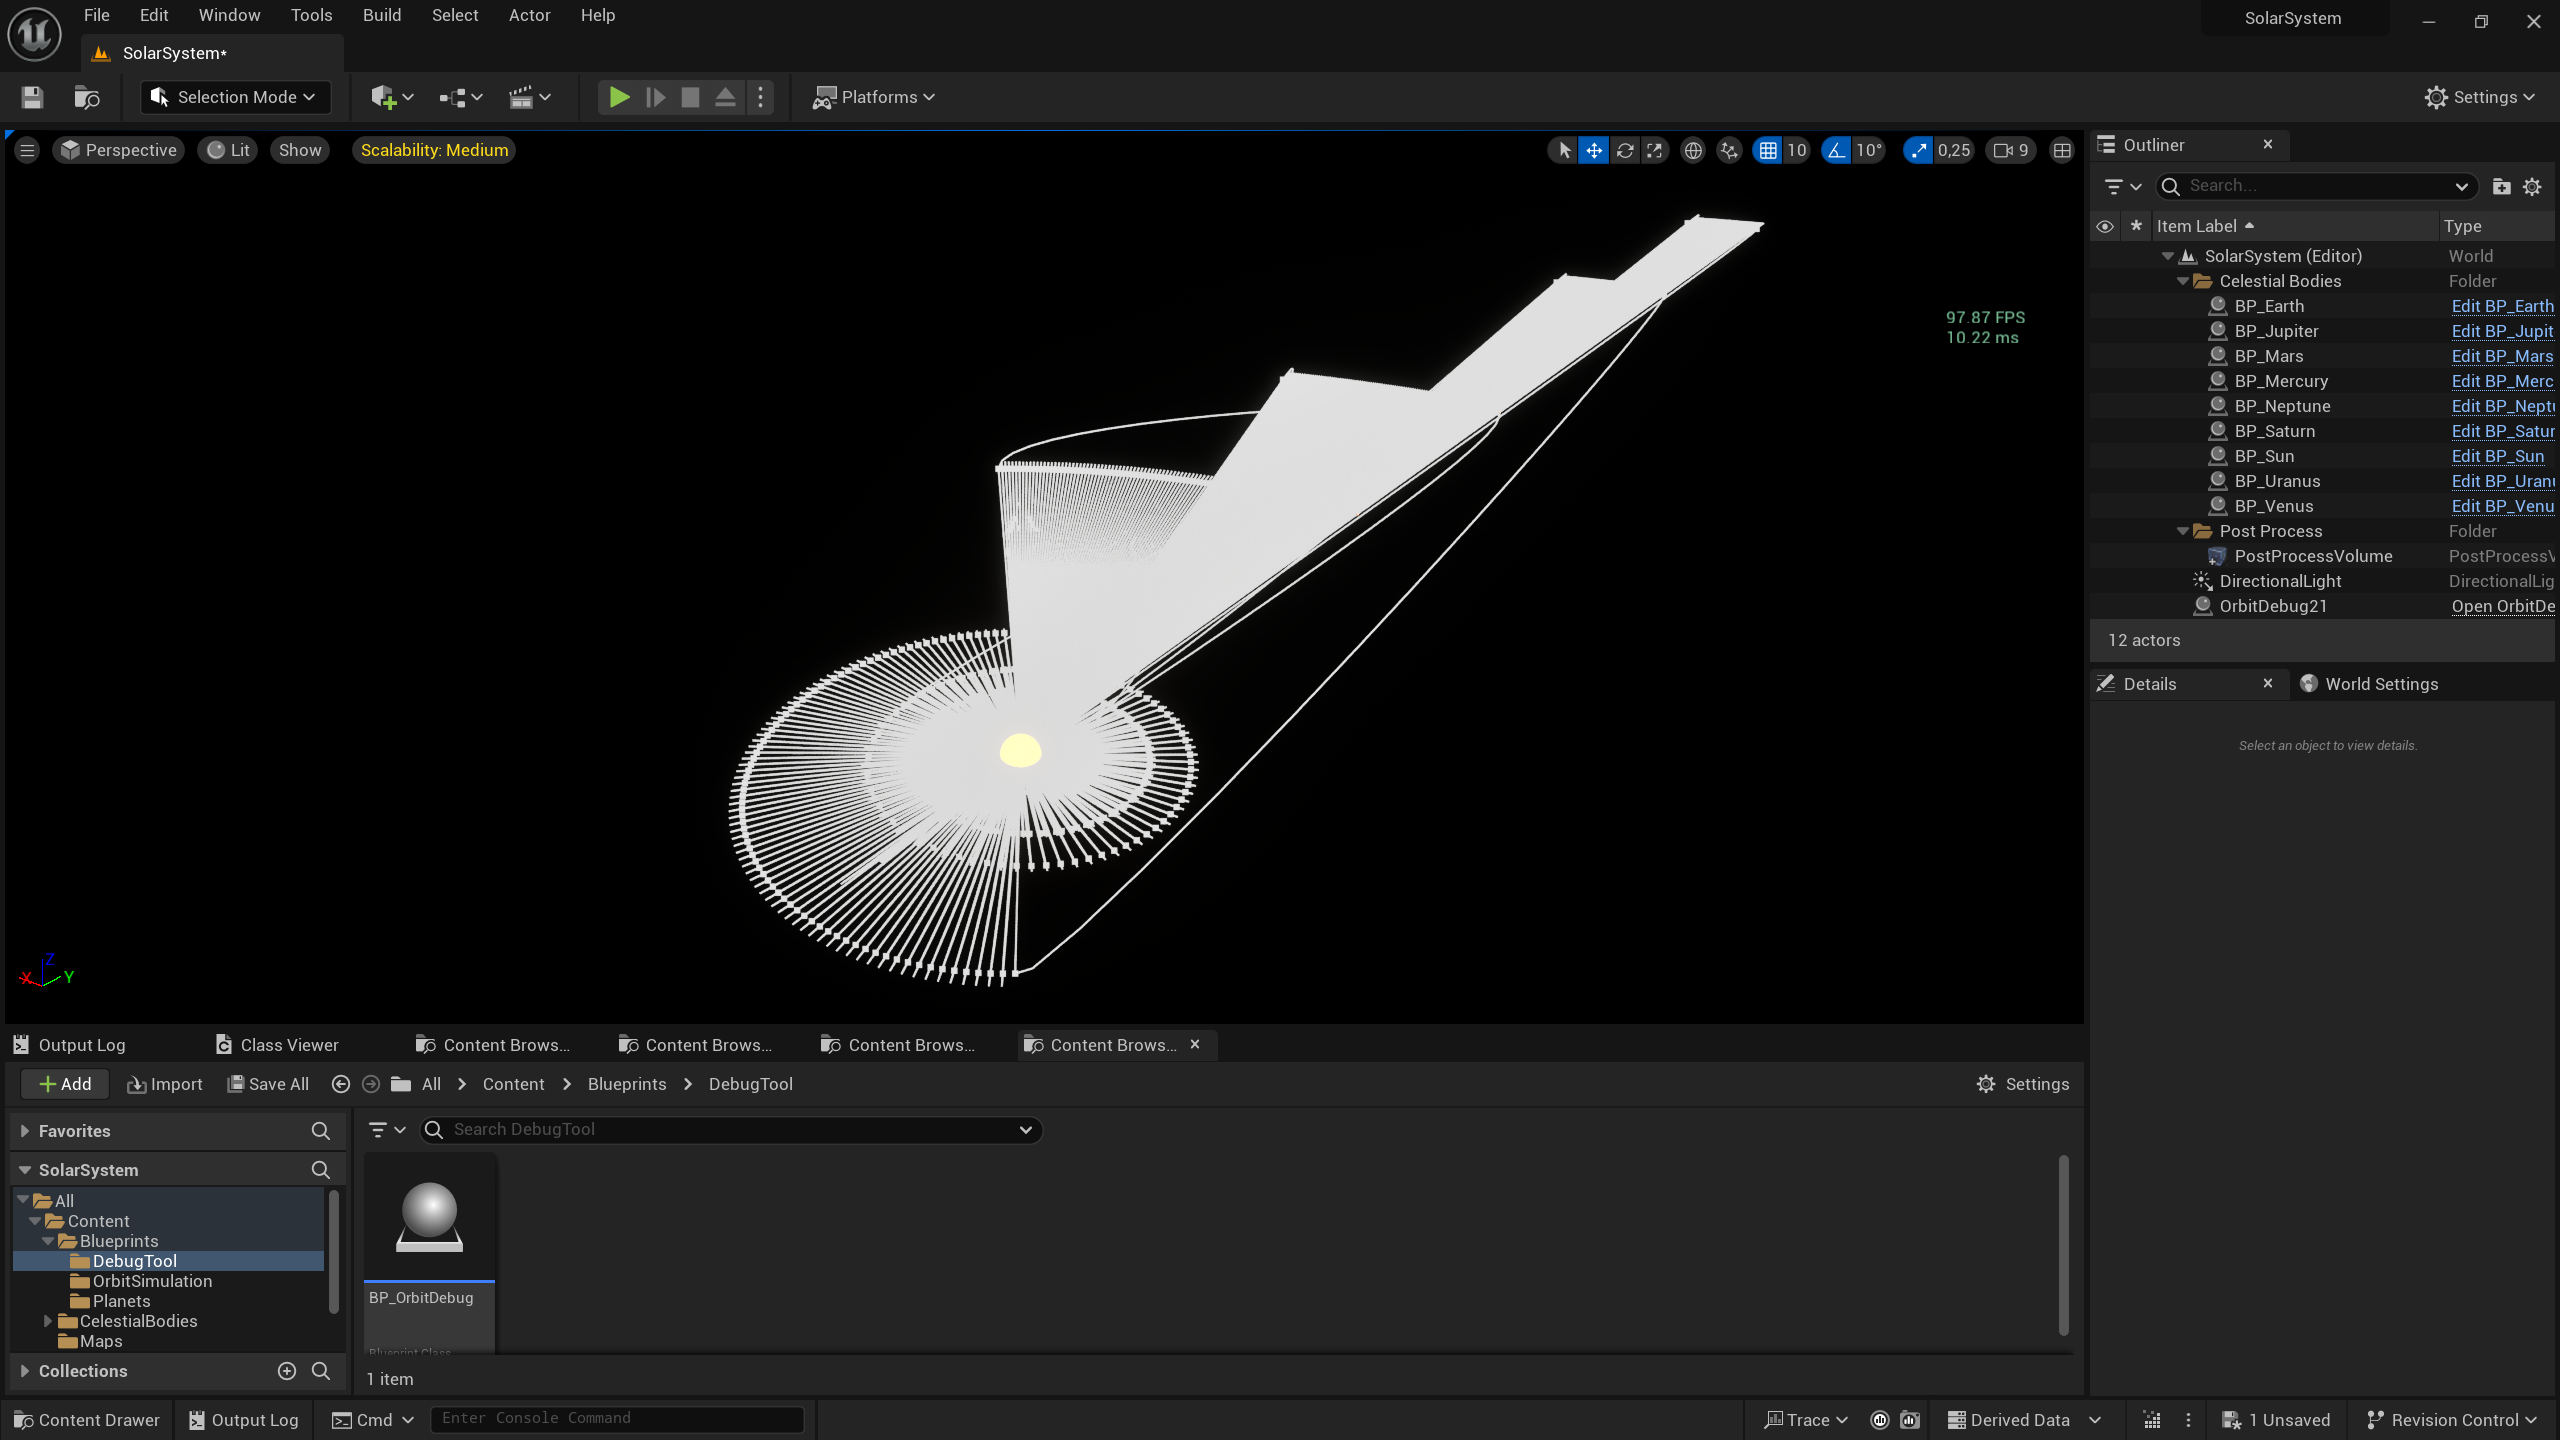 File Edit Window Tools Build Select Actor Help
SolarSystem
SolarSystem*
Selection Mode
Platforms
Settings
Perspective Lit Show Scalability: Medium
10 10° 0,25 9
97.87 FPS
10.22 ms
X Z Y
Outliner
Search...
Item Label Type
SolarSystem (Editor) World
Celestial Bodies Folder
BP_Earth Edit BP_Earth
BP_Jupiter Edit BP_Jupit
BP_Mars Edit BP_Mars
BP_Mercury Edit BP_Merc
BP_Neptune Edit BP_Neptu
BP_Saturn Edit BP_Satur
BP_Sun Edit BP_Sun
BP_Uranus Edit BP_Uranu
BP_Venus Edit BP_Venu
Post Process Folder
PostProcessVolume PostProcessV
DirectionalLight DirectionalLig
OrbitDebug21 Open OrbitDe
12 actors
Details World Settings
Select an object to view details.
Output Log Class Viewer Content Brows... Content Brows... Content Brows... Content Brows...
Add Import Save All All > Content > Blueprints > DebugTool Settings
Favorites
Search DebugTool
SolarSystem
All
Content
Blueprints
DebugTool
OrbitSimulation
Planets
CelestialBodies
Maps
Collections
BP_OrbitDebug
Blueprint Class
1 item
Content Drawer Output Log Cmd Enter Console Command Trace Derived Data 1 Unsaved Revision Control